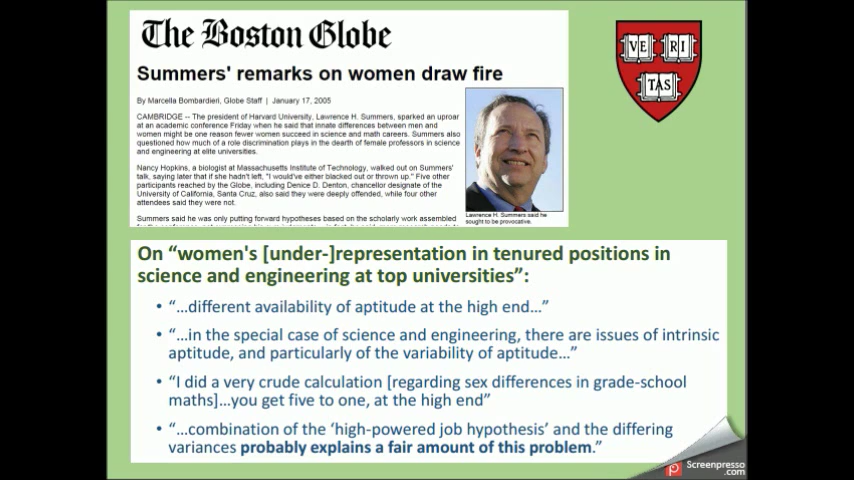 The Boston Globe
VE RI
TAS
Summers' remarks on women draw fire
By Marcella Bombardieri, Globe Staff | January 17, 2005
CAMBRIDGE -- The president of Harvard University, Lawrence H. Summers, sparked an uproar
at an academic conference Friday when he said that innate differences between men and
women might be one reason fewer women succeed in science and math careers. Summers also
questioned how much of a role discrimination plays in the dearth of female professors in science
and engineering at elite universities.
Nancy Hopkins, a biologist at Massachusetts Institute of Technology, walked out on Summers'
talk, saying later that if she hadn't left, "I would've either blacked out or thrown up." Five other
participants reached by the Globe, including Denice D. Denton, chancellor designate of the
University of California, Santa Cruz, also said they were deeply offended, while four other
attendees said they were not.
Summers said he was only putting forward hypotheses based on the scholarly work assembled
Lawrence H. Summers said he
sought to be provocative.
On “women's [under-]representation in tenured positions in
science and engineering at top universities”:
• “…different availability of aptitude at the high end…”
• “…in the special case of science and engineering, there are issues of intrinsic
aptitude, and particularly of the variability of aptitude…”
• “I did a very crude calculation [regarding sex differences in grade-school
maths]…you get five to one, at the high end”
• “…combination of the ‘high-powered job hypothesis’ and the differing
variances probably explains a fair amount of this problem.”
Screenpresso
.com